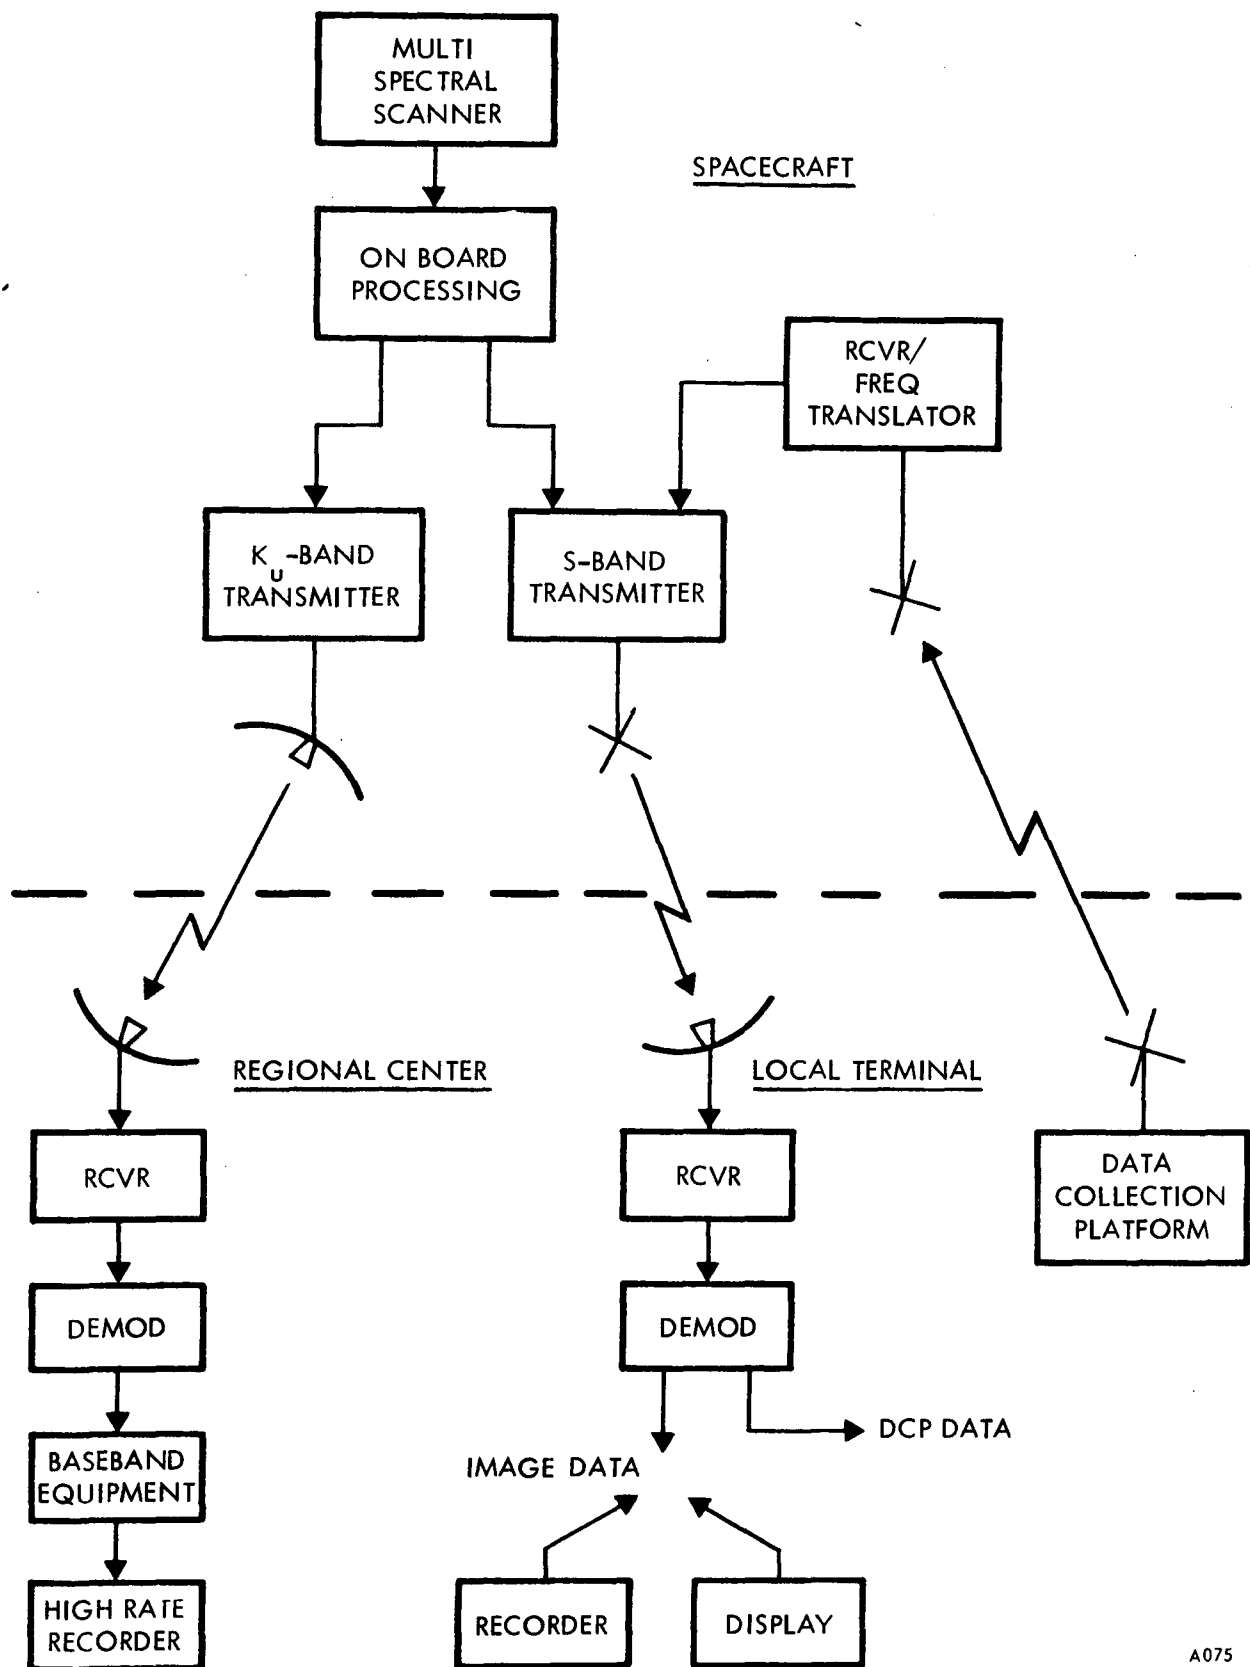 MULTI
SPECTRAL
SCANNER
SPACECRAFT
ON BOARD
PROCESSING
RCVR/
FREQ
TRANSLATOR
KU-BAND
TRANSMITTER
S-BAND
TRANSMITTER
REGIONAL CENTER
LOCAL TERMINAL
RCVR
RCVR
DATA
COLLECTION
PLATFORM
DEMOD
DEMOD
DCP DATA
BASEBAND
EQUIPMENT
IMAGE DATA
HIGH RATE
RECORDER
RECORDER
DISPLAY
A075